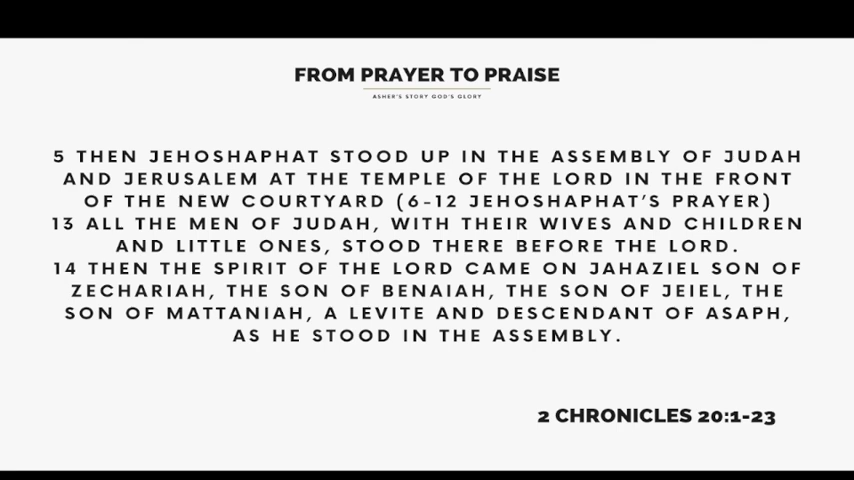 FROM PRAYER TO PRAISE
ASHER'S STORY GOD'S GLORY
5 THEN JEHOSHAPHAT STOOD UP IN THE ASSEMBLY OF JUDAH
AND JERUSALEM AT THE TEMPLE OF THE LORD IN THE FRONT
OF THE NEW COURTYARD (6-12 JEHOSHAPHAT'S PRAYER)
13 ALL THE MEN OF JUDAH, WITH THEIR WIVES AND CHILDREN
AND LITTLE ONES, STOOD THERE BEFORE THE LORD.
14 THEN THE SPIRIT OF THE LORD CAME ON JAHAZIEL SON OF
ZECHARIAH, THE SON OF BENAIAH, THE SON OF JEIEL, THE
SON OF MATTANIAH, A LEVITE AND DESCENDANT OF ASAPH,
AS HE STOOD IN THE ASSEMBLY.
2 CHRONICLES 20:1-23